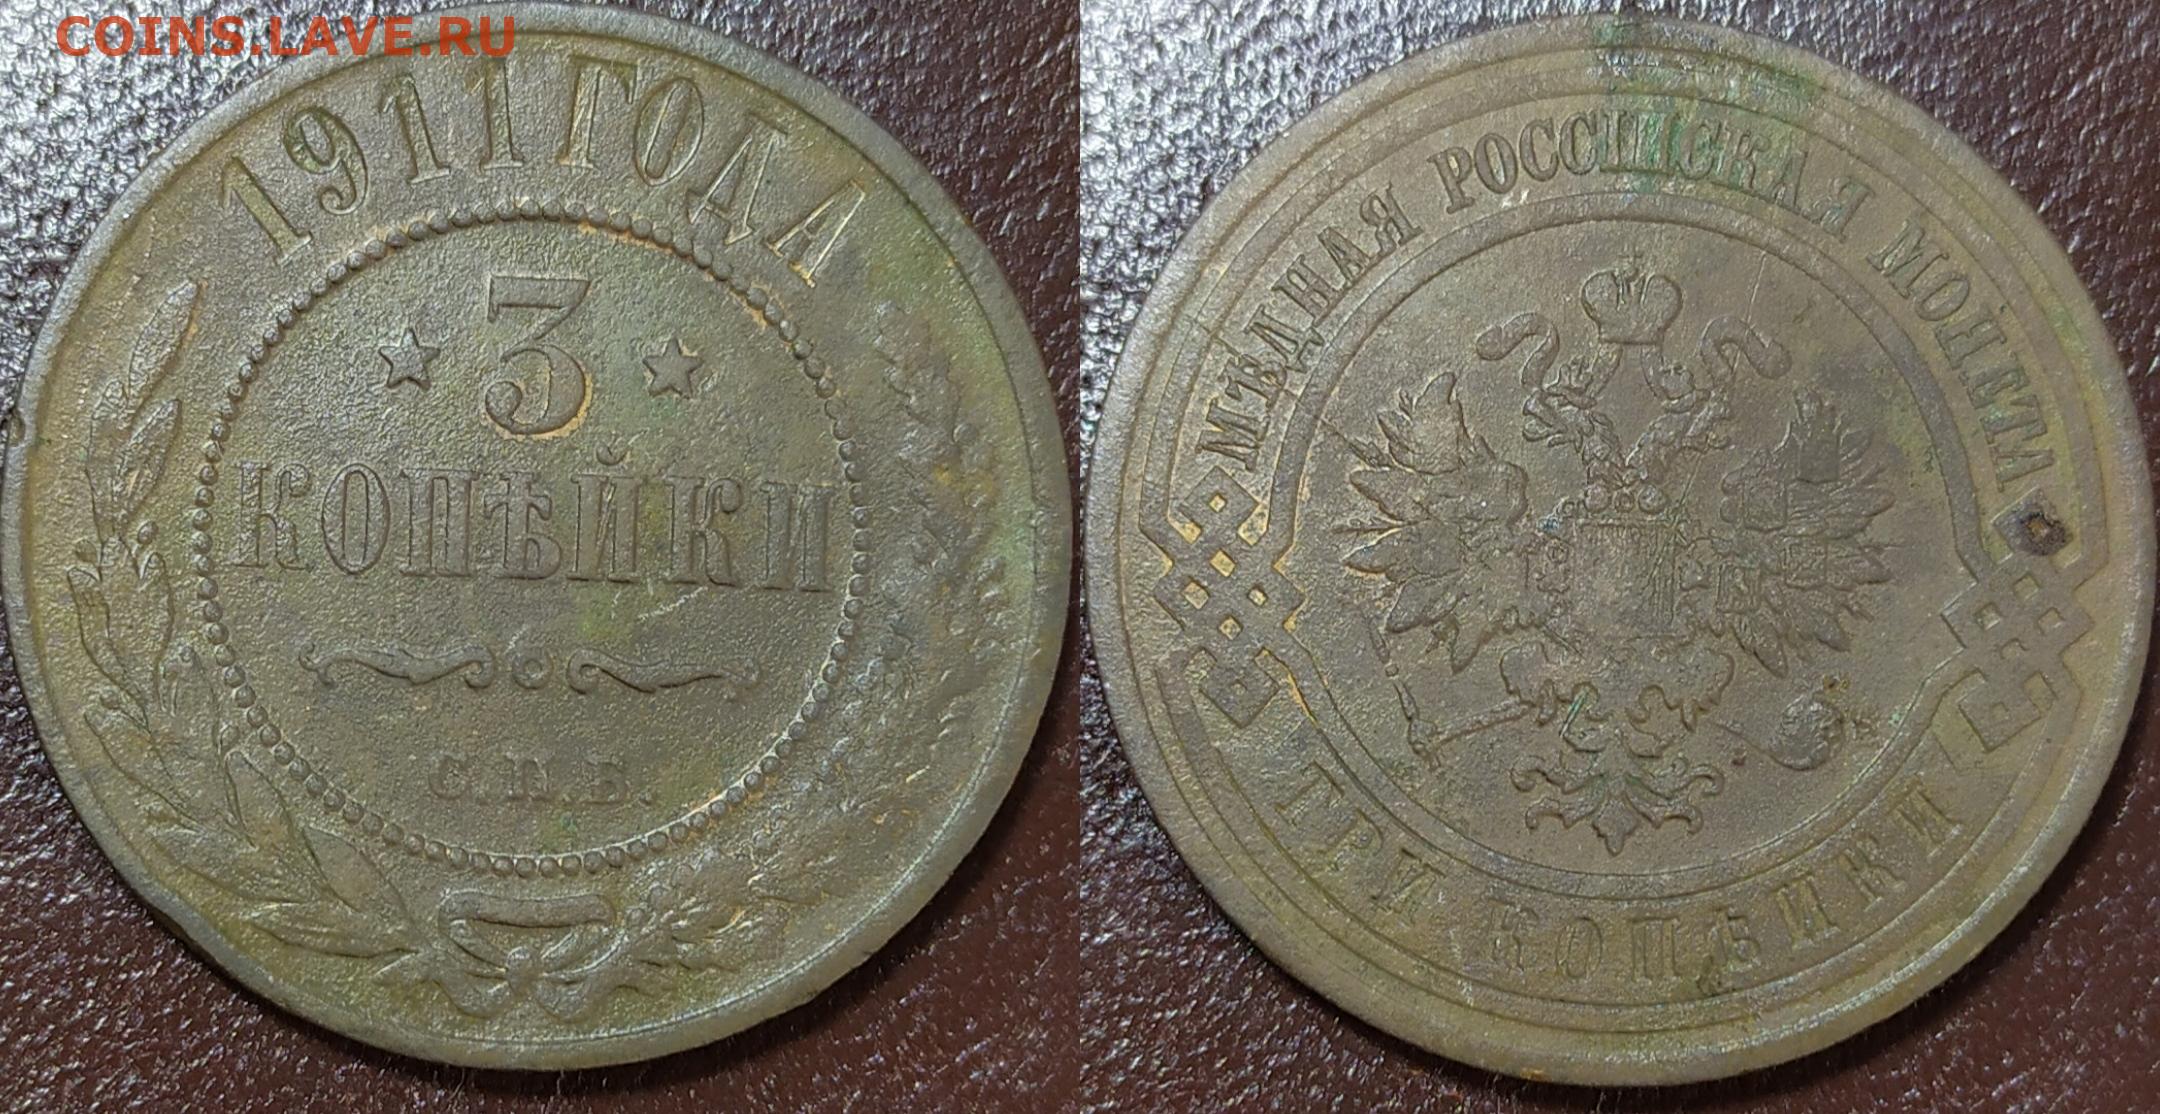 COINS.LAVE.RU
1911 ГОДА
3
КОПѢЙКИ
С.П.Б.
МѢДНАЯ РОССІЙСКАЯ МОНЕТА
ТРИ КОПѢЙКИ